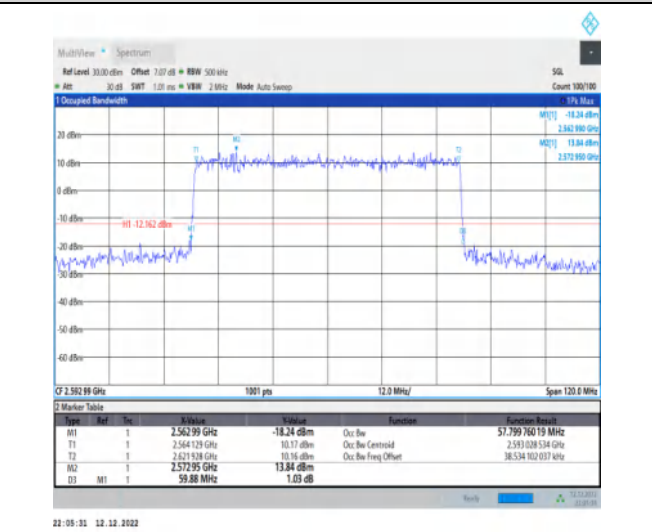 MultiView Spectrum
Ref Level 30.00 dBm Offset 7.07 dB RBW 500 kHz SGL
Att 30 dB SWT 1.01 ms VBW 2 MHz Mode Auto Sweep Count 100/100
1 Occupied Bandwidth 1Pk Max
M1[1] -18.24 dBm
2.562 990 GHz
M2[1] 13.84 dBm
2.572 950 GHz
20 dBm
M2
T1 T2
10 dBm
0 dBm
-10 dBm
H1 -12.162 dBm
M1
D3
-20 dBm
-30 dBm
-40 dBm
-50 dBm
-60 dBm
CF 2.592 99 GHz 1001 pts 12.0 MHz/ Span 120.0 MHz
2 Marker Table
Type Ref Trc X-Value Y-Value Function Function Result
M1 1 2.562 99 GHz -18.24 dBm Occ Bw 57.799 760 19 MHz
T1 1 2.564 129 GHz 10.17 dBm Occ Bw Centroid 2.593 028 534 GHz
T2 1 2.621 928 GHz 10.16 dBm Occ Bw Freq Offset 38.534 102 037 kHz
M2 1 2.572 95 GHz 13.84 dBm
D3 M1 1 59.88 MHz 1.03 dB
Ready 12.12.2022
22:05:31 12.12.2022